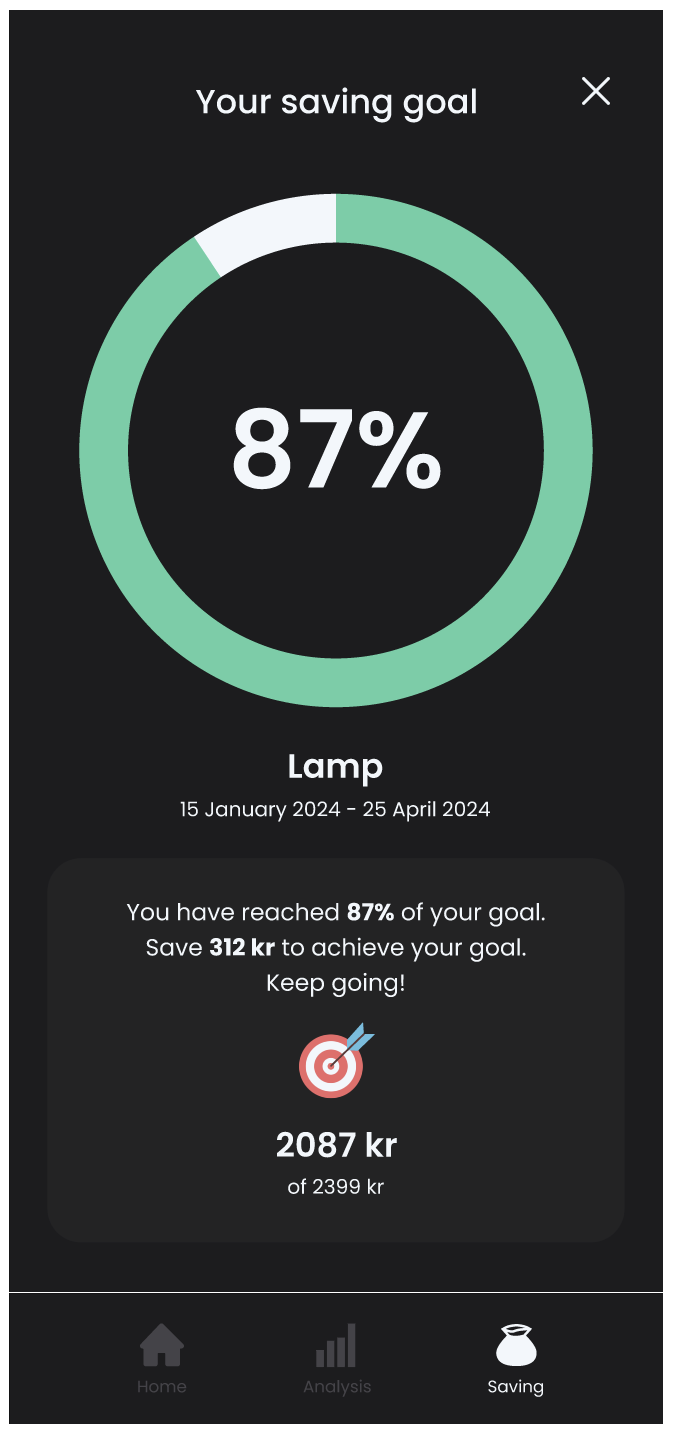 Your saving goal
87%
Lamp
15 January 2024 - 25 April 2024
You have reached 87% of your goal.
Save 312 kr to achieve your goal.
Keep going!
2087 kr
of 2399 kr
Home
Analysis
Saving